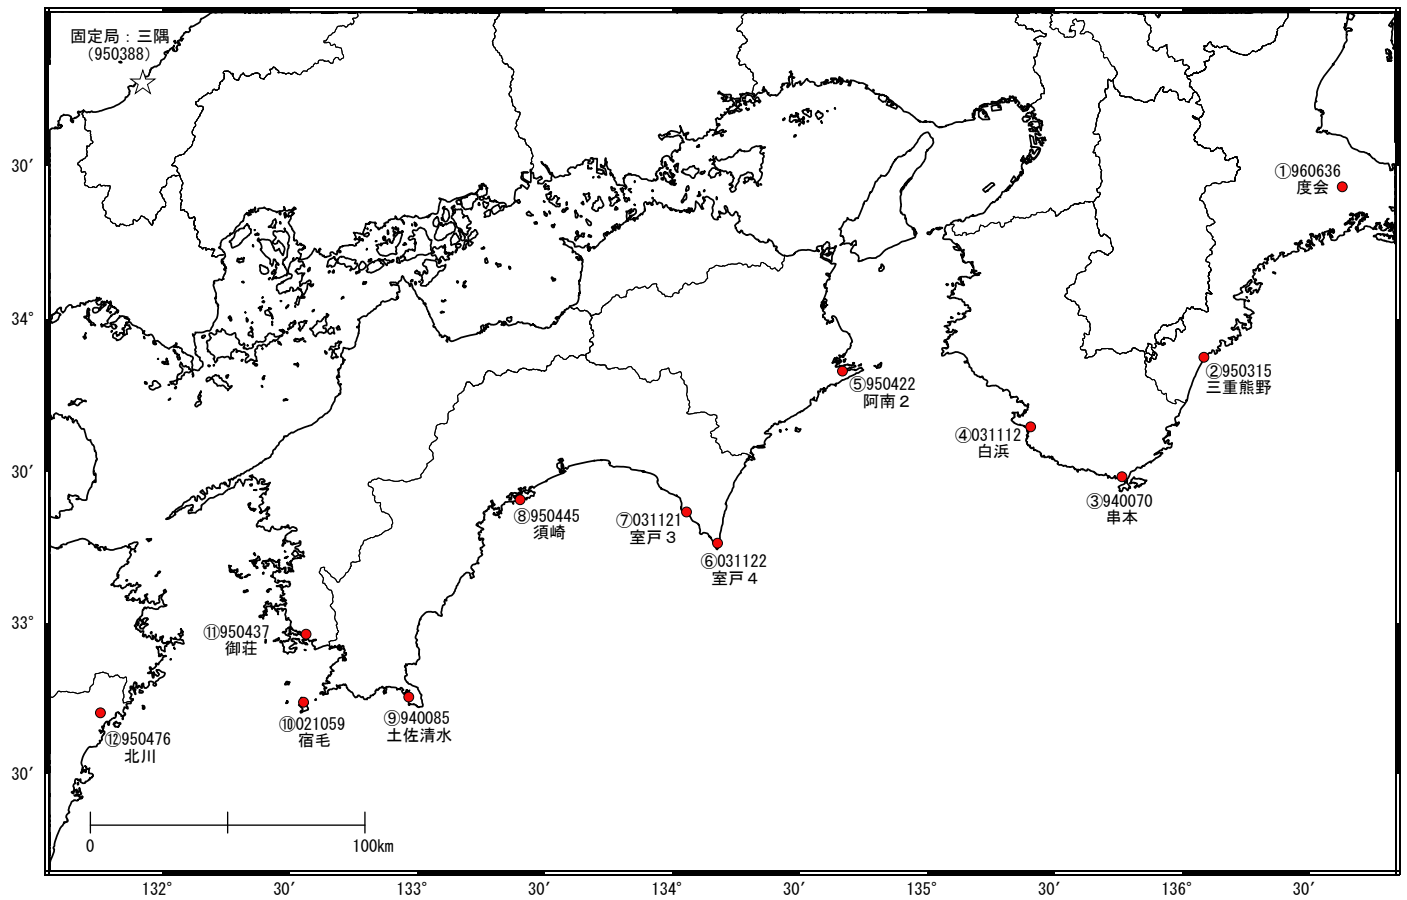 固定局：三隅
（950388）
①960636
度会
②950315
三重熊野
⑤950422
阿南２
④031112
白浜
③940070
串本
⑧950445
須崎
⑦031121
室戸３
⑥031122
室戸４
⑪950437
御荘
⑩021059
宿毛
⑨940085
土佐清水
⑫950476
北川
30′
34°
30′
33°
30′
0
100km
132°
30′
133°
30′
134°
30′
135°
30′
136°
30′